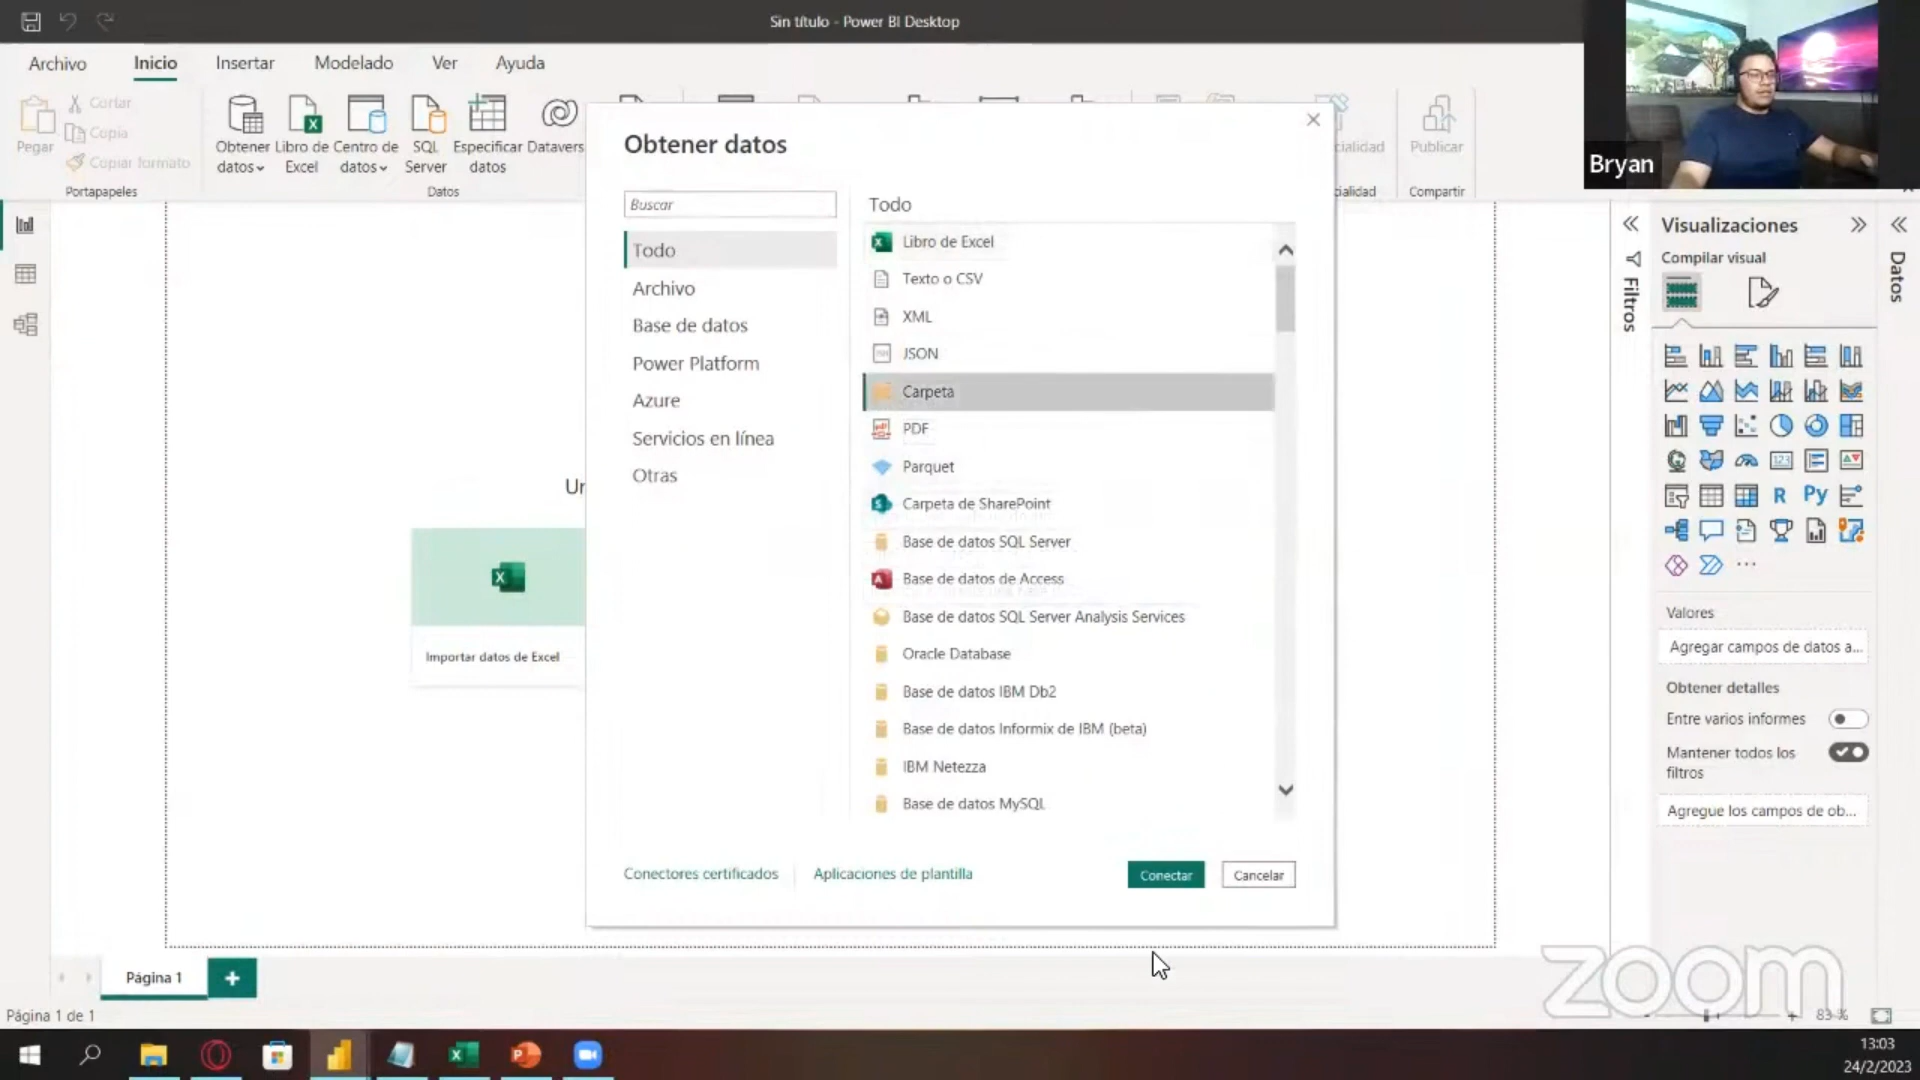 Sin título - Power BI Desktop
Archivo Inicio Insertar Modelado Ver Ayuda
Pegar
Cortar
Copia
Copiar formato
Portapapeles
Obtener datos
Libro de Excel
Centro de datos
SQL Server
Especificar datos
Datavers
Datos
Publicar
Compartir
Bryan
Obtener datos
Buscar
Todo
Archivo
Base de datos
Power Platform
Azure
Servicios en línea
Otras
Todo
Libro de Excel
Texto o CSV
XML
JSON
Carpeta
PDF
Parquet
Carpeta de SharePoint
Base de datos SQL Server
Base de datos de Access
Base de datos SQL Server Analysis Services
Oracle Database
Base de datos IBM Db2
Base de datos Informix de IBM (beta)
IBM Netezza
Base de datos MySQL
Conectores certificados
Aplicaciones de plantilla
Conectar
Cancelar
Ur
Importar datos de Excel
Filtros
Visualizaciones
Compilar visual
R Py
123
...
Valores
Agregar campos de datos a...
Obtener detalles
Entre varios informes
Mantener todos los
filtros
Agregue los campos de ob...
Datos
Página 1
+
Página 1 de 1
zoom
83 %
13:03
24/2/2023